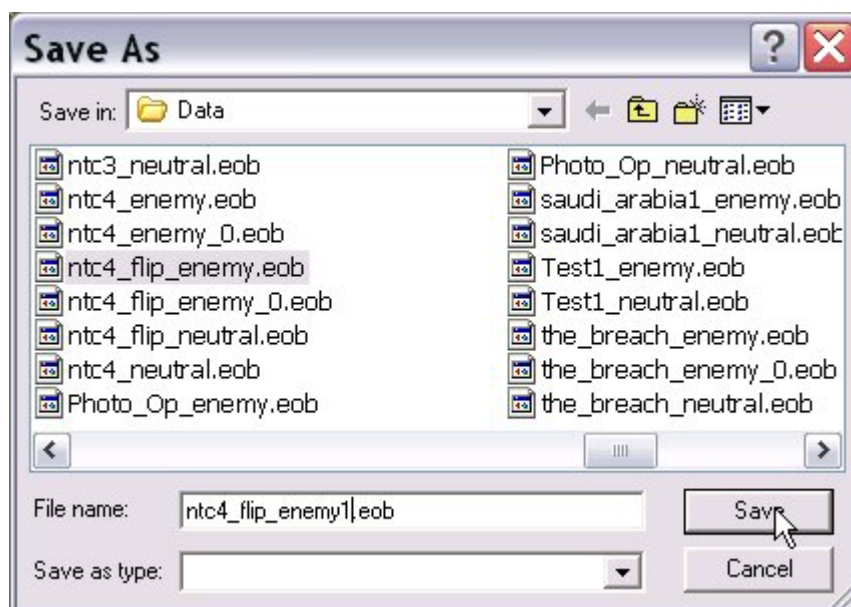 Save As
Save in: Data
ntc3_neutral.eob
ntc4_enemy.eob
ntc4_enemy_0.eob
ntc4_flip_enemy.eob
ntc4_flip_enemy_0.eob
ntc4_flip_neutral.eob
ntc4_neutral.eob
Photo_Op_enemy.eob
Photo_Op_neutral.eob
saudi_arabia1_enemy.eob
saudi_arabia1_neutral.eob
Test1_enemy.eob
Test1_neutral.eob
the_breach_enemy.eob
the_breach_enemy_0.eob
the_breach_neutral.eob
File name: ntc4_flip_enemy1.eob Save
Save as type: Cancel